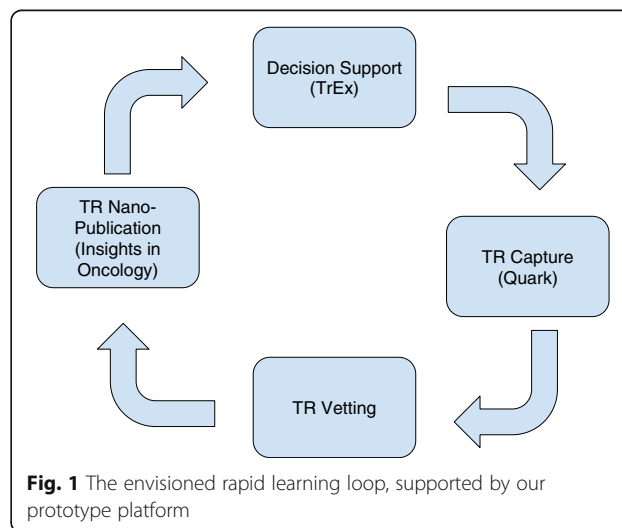 Decision Support
(TrEx)
TR Nano-
Publication
(Insights in
Oncology)
TR Capture
(Quark)
TR Vetting
Fig. 1 The envisioned rapid learning loop, supported by our
prototype platform